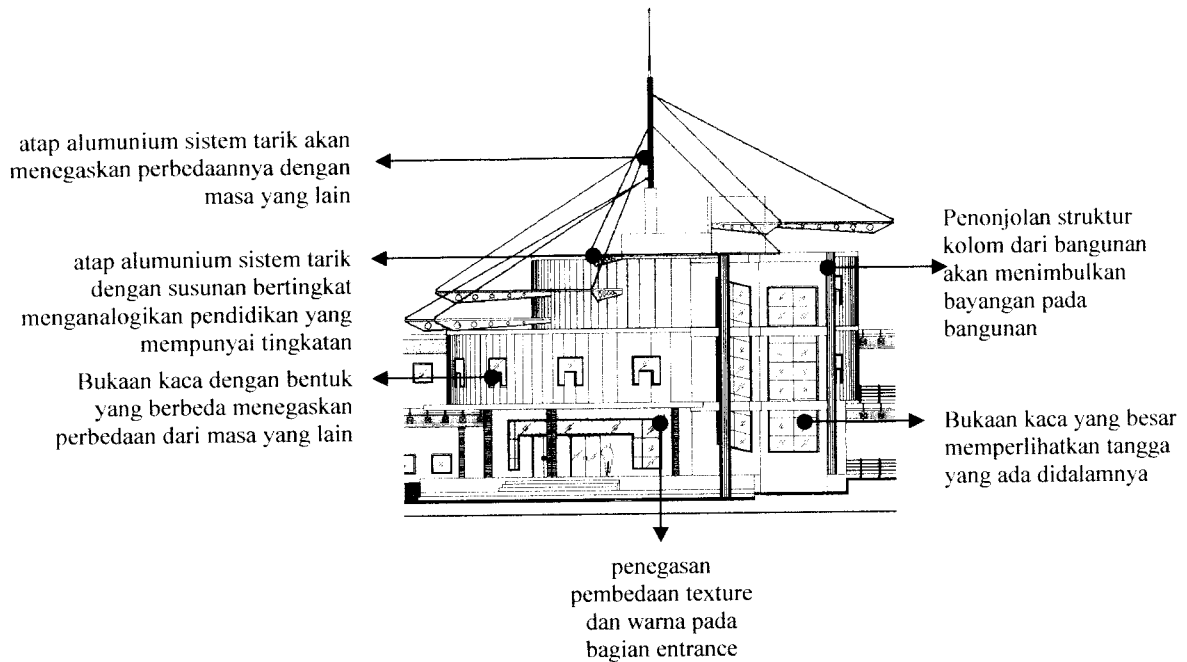 atap alumunium sistem tarik akan
menegaskan perbedaannya dengan
masa yang lain
atap alumunium sistem tarik
dengan susunan bertingkat
menganalogikan pendidikan yang
mempunyai tingkatan
Bukaan kaca dengan bentuk
yang berbeda menegaskan
perbedaan dari masa yang lain
Penonjolan struktur
kolom dari bangunan
akan menimbulkan
bayangan pada
bangunan
Bukaan kaca yang besar
memperlihatkan tangga
yang ada didalamnya
penegasan
pembedaan texture
dan warna pada
bagian entrance